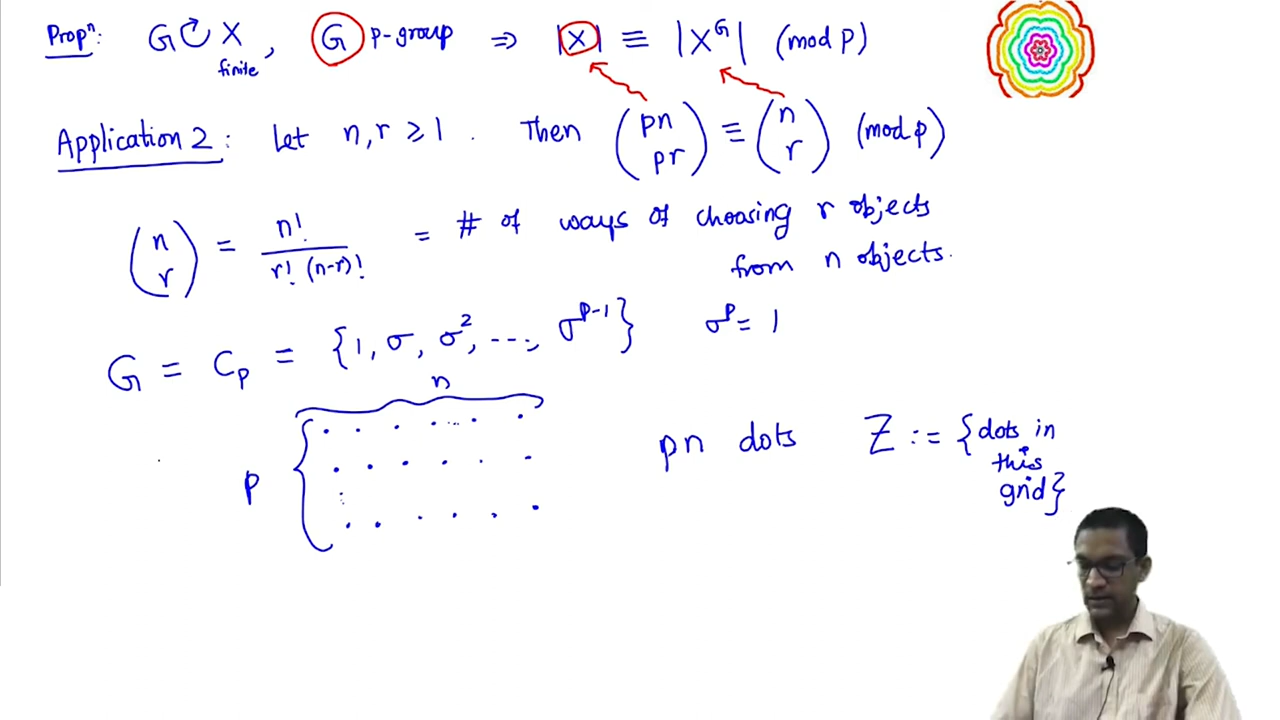 Propⁿ: G ↻ X , G p-group ⇒ |X| ≡ |X^G| (mod p)
finite
Application 2 : Let n, r ≥ 1 . Then (pn pr) ≡ (n r) (mod p)
(n r) = n! / r! (n-r)! = # of ways of choosing r objects
from n objects.
G = C_p = {1, σ, σ², ..., σ^{p-1}} σ^p = 1
n
p
pn dots Z := {dots in
this
grid}